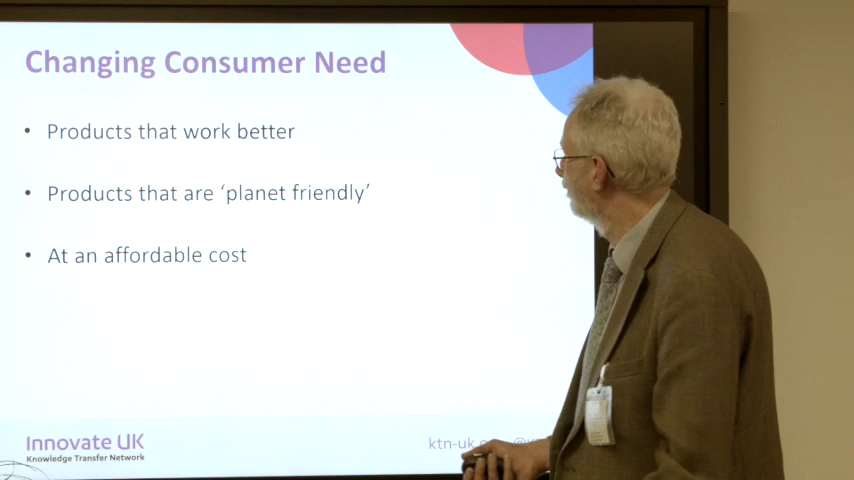 Changing Consumer Need
• Products that work better
• Products that are ‘planet friendly’
• At an affordable cost
Innovate UK
Knowledge Transfer Network
ktn-uk